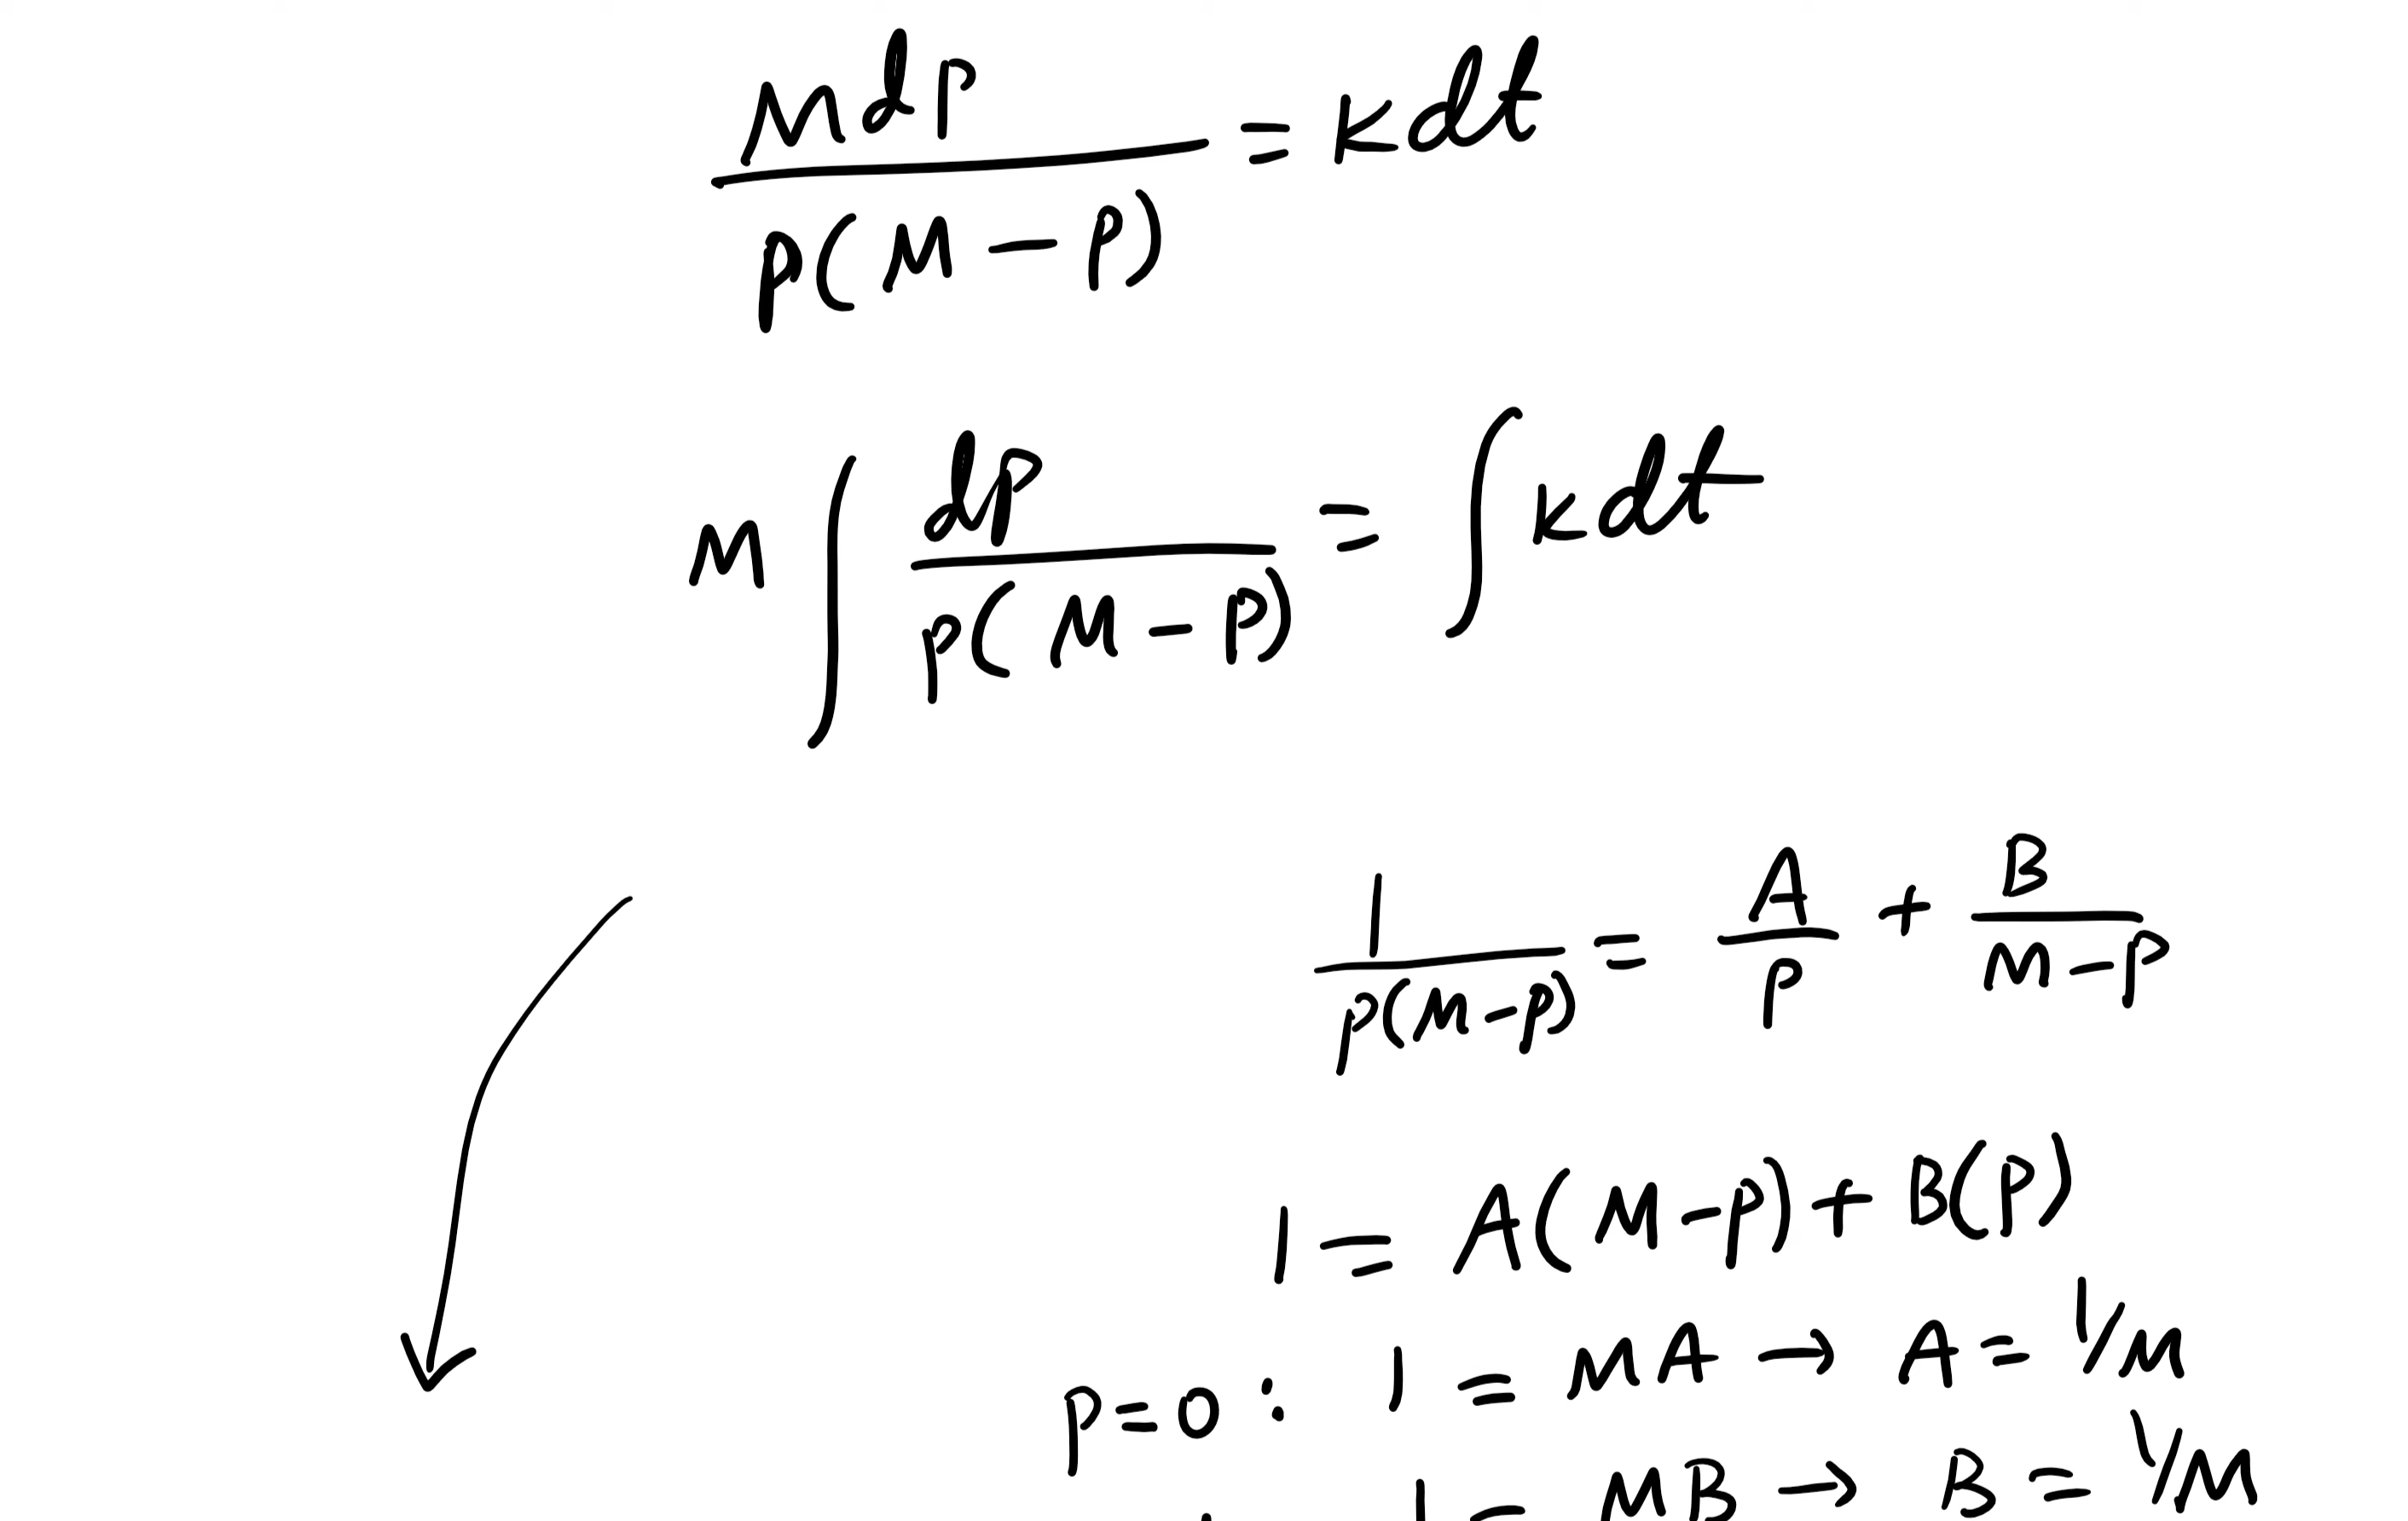 M dP / P(M - P) = K dt
M ∫ dP / P(M - P) = ∫ K dt
1 / P(M - P) = A / P + B / M - P
1 = A(M - P) + B(P)
P = 0 : 1 = MA → A = 1/M
1 = MB → B = 1/M